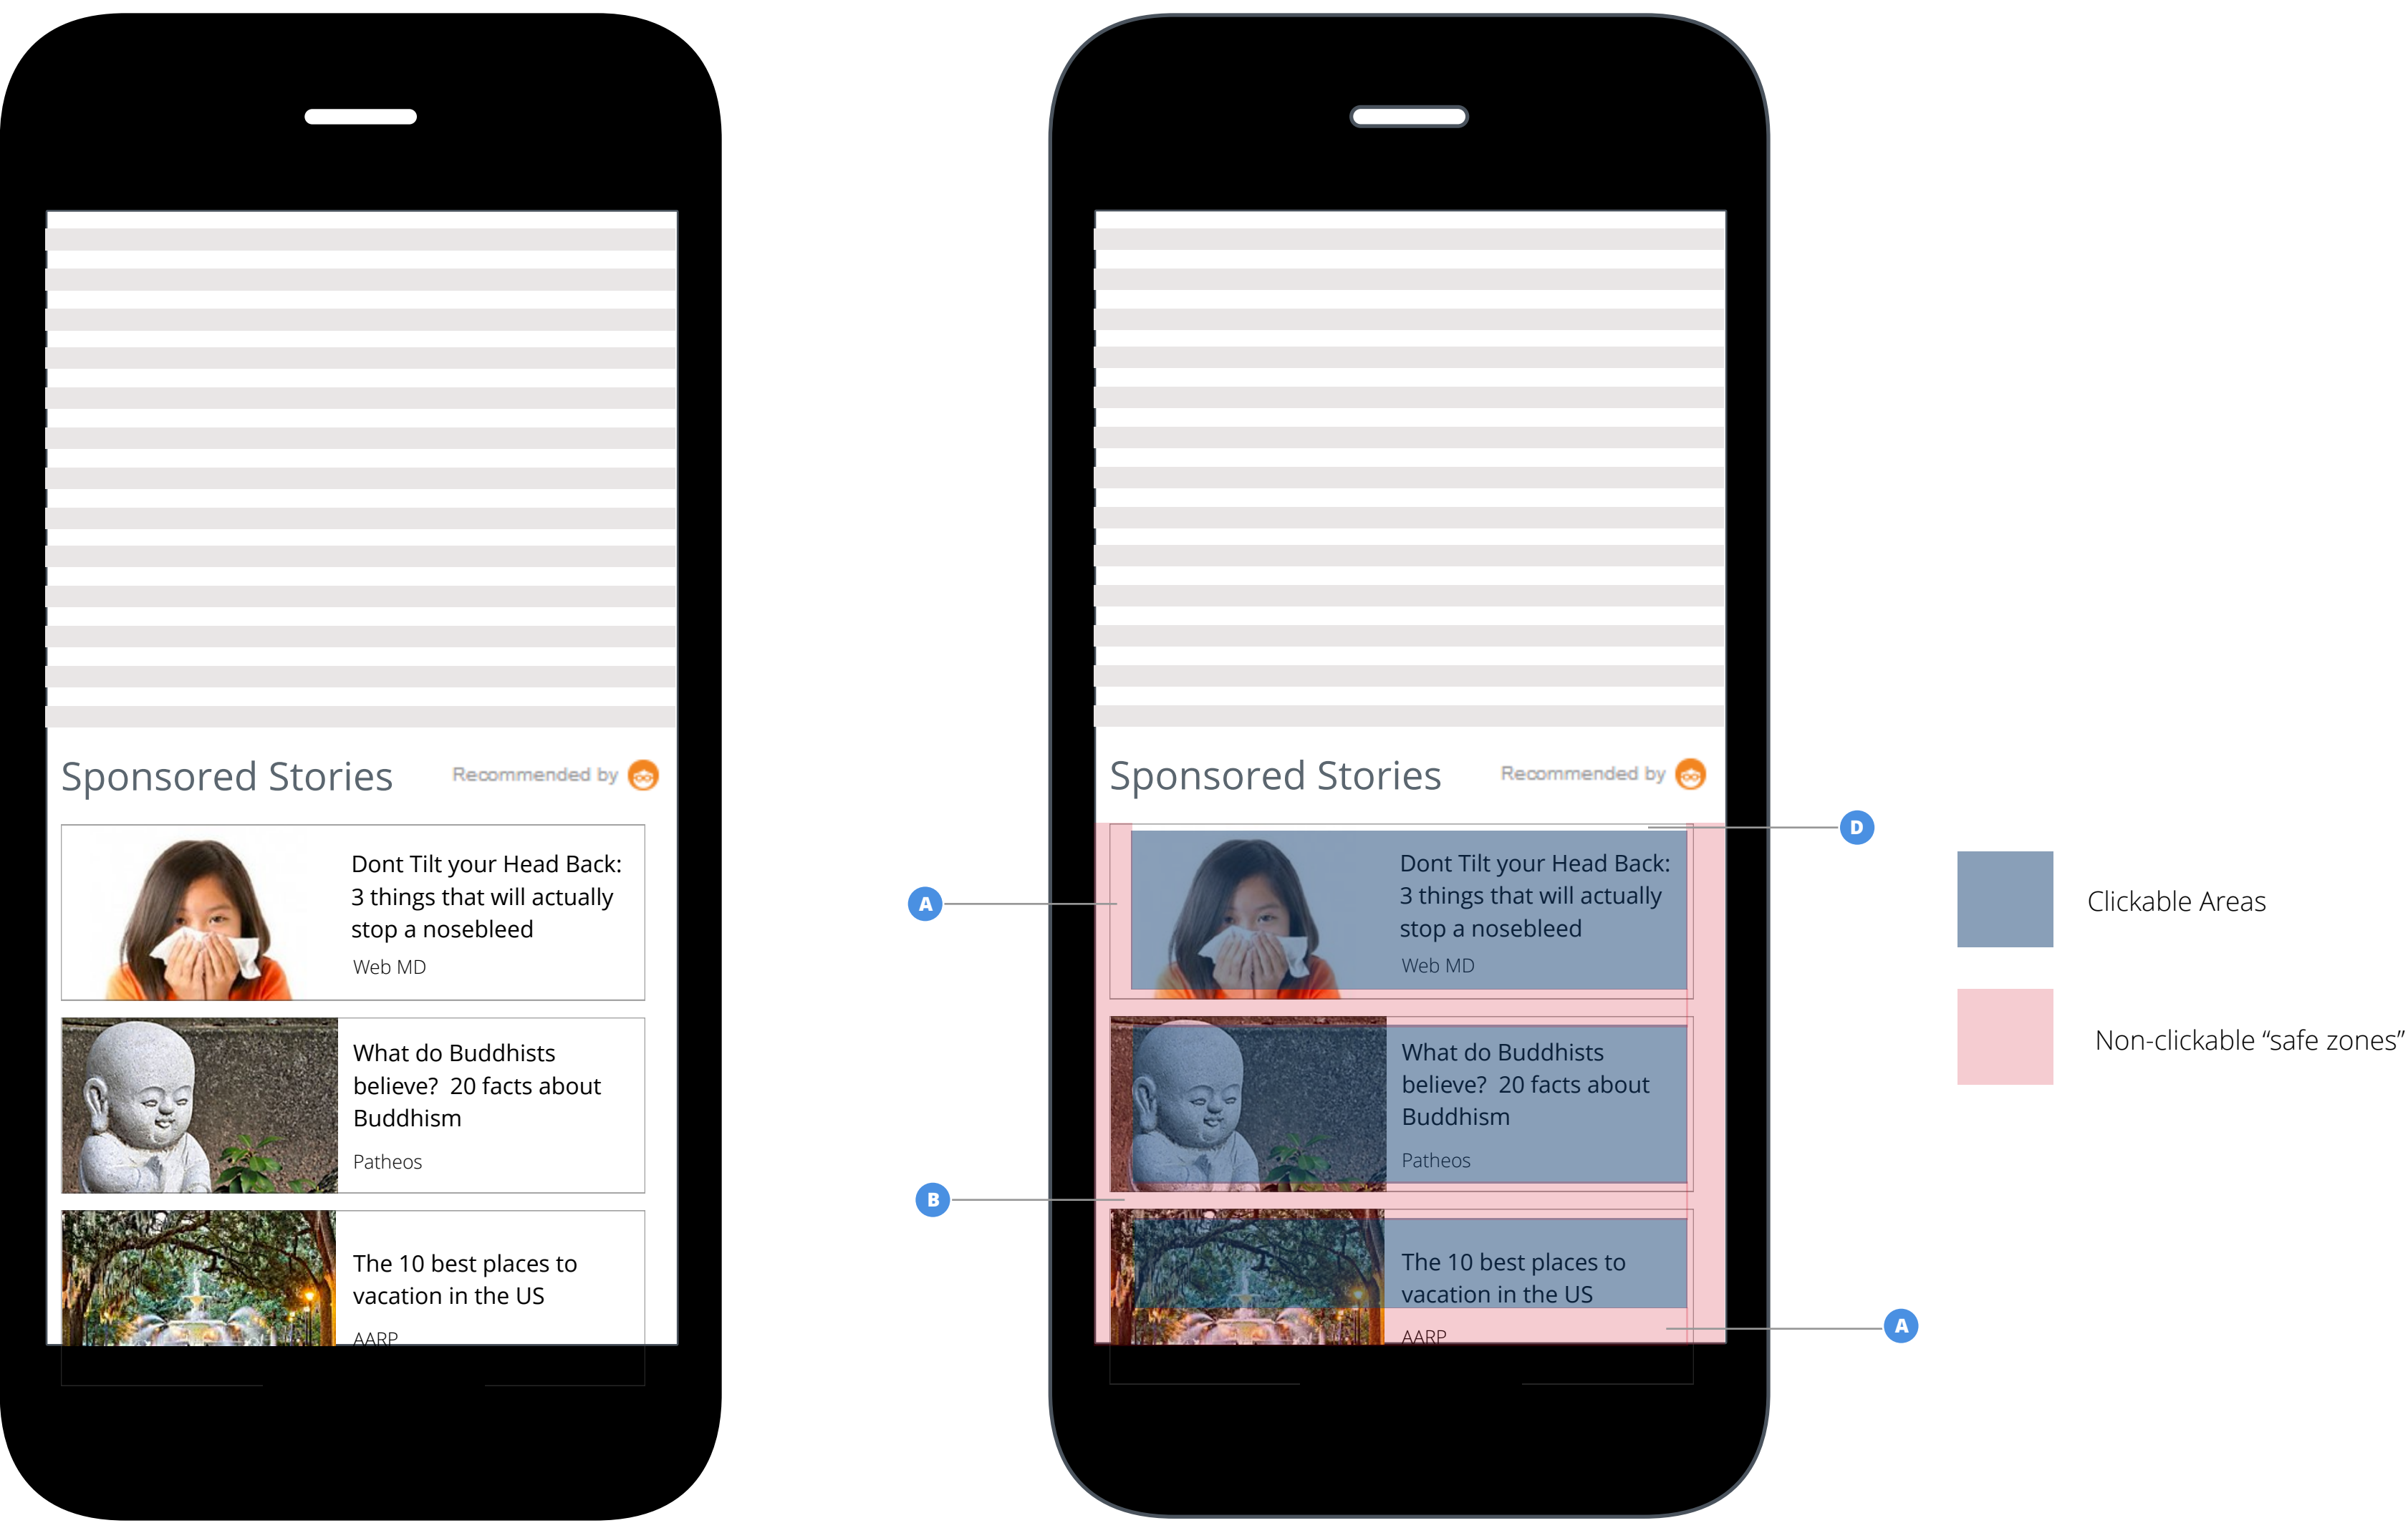 Sponsored Stories
Recommended by
Dont Tilt your Head Back:
3 things that will actually
stop a nosebleed
Web MD
What do Buddhists
believe?  20 facts about
Buddhism
Patheos
The 10 best places to
vacation in the US
AARP
Sponsored Stories
Recommended by
D
A
Dont Tilt your Head Back:
3 things that will actually
stop a nosebleed
Web MD
What do Buddhists
believe?  20 facts about
Buddhism
Patheos
B
The 10 best places to
vacation in the US
AARP
A
Clickable Areas
Non-clickable “safe zones”